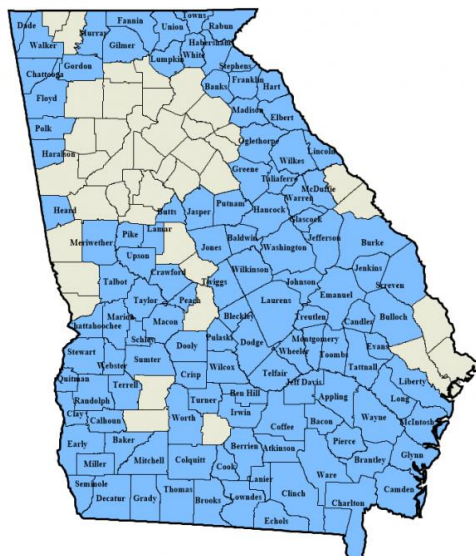 Towns
Dade
Fannin
Union
Rabun
Murray
Walker
Gilmer
Habersham
Lumpkin
White
Stephens
Chattooga
Gordon
Banks
Franklin
Hart
Floyd
Madison
Elbert
Polk
Oglethorpe
Haralson
Lincoln
Greene
Wilkes
Taliaferro
McDuffie
Heard
Butts
Jasper
Putnam
Hancock
Warren
Glascock
Meriwether
Pike
Lamar
Jones
Baldwin
Washington
Jefferson
Burke
Upson
Crawford
Twiggs
Wilkinson
Jenkins
Screven
Talbot
Taylor
Peach
Johnson
Emanuel
Laurens
Bleckley
Treutlen
Candler
Bulloch
Chattahoochee
Marion
Macon
Schley
Dooly
Pulaski
Dodge
Montgomery
Wheeler
Toombs
Evans
Tattnall
Stewart
Webster
Sumter
Crisp
Wilcox
Telfair
Liberty
Quitman
Terrell
Randolph
Turner
Ben Hill
Jeff Davis
Appling
Long
McIntosh
Clay
Calhoun
Worth
Irwin
Coffee
Bacon
Wayne
Early
Baker
Pierce
Mitchell
Colquitt
Berrien
Atkinson
Brantley
Glynn
Miller
Cook
Lanier
Ware
Seminole
Decatur
Grady
Thomas
Brooks
Lowndes
Clinch
Charlton
Camden
Echols